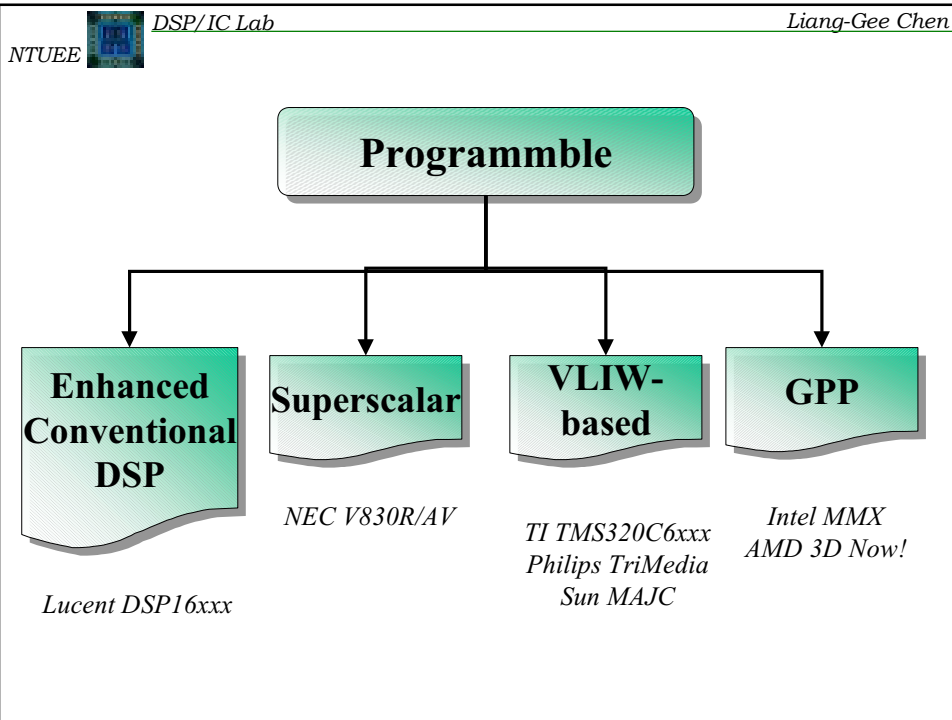 DSP/IC Lab
Liang-Gee Chen
NTUEE
Programmble
Enhanced
Conventional
DSP
Lucent DSP16xxx
Superscalar
NEC V830R/AV
VLIW-
based
TI TMS320C6xxx
Philips TriMedia
Sun MAJC
GPP
Intel MMX
AMD 3D Now!